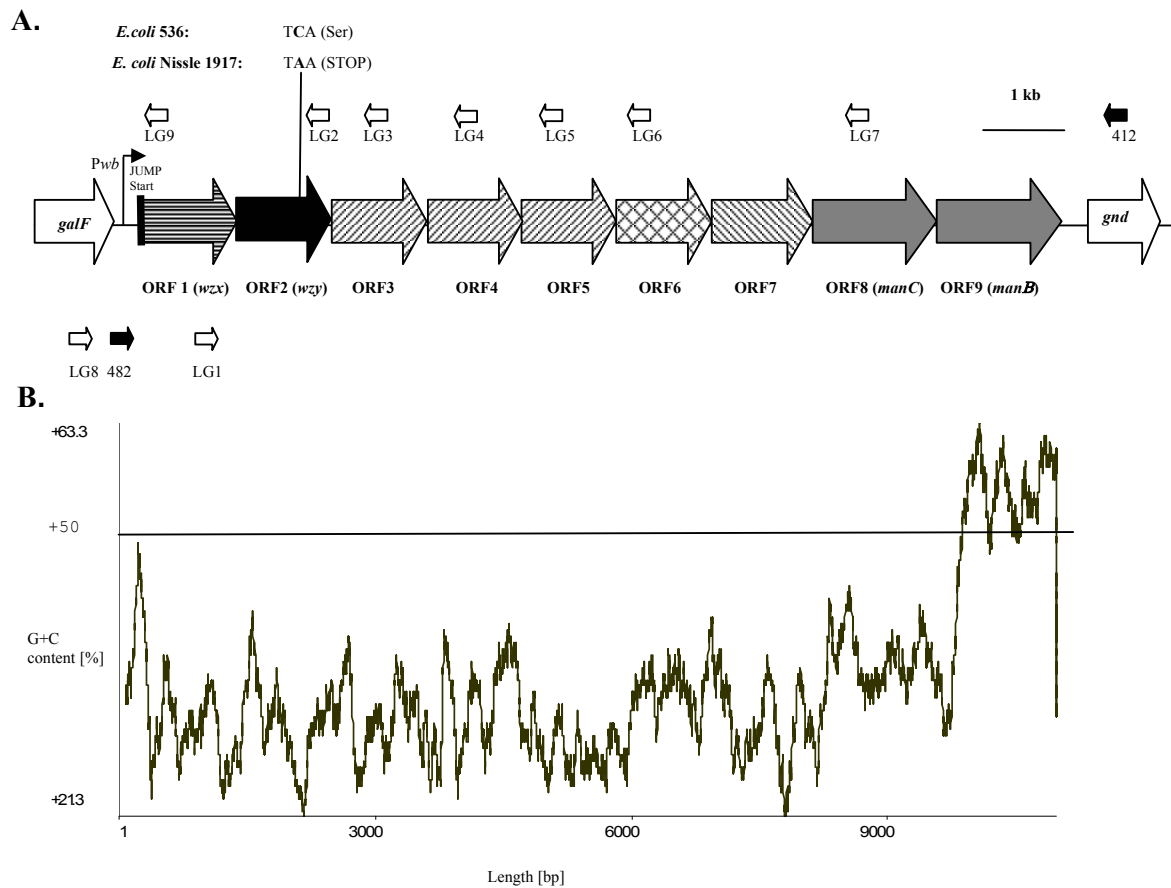 A.
E.coli 536: TCA (Ser)
E. coli Nissle 1917: TAA (STOP)
1 kb
LG9 LG2 LG3 LG4 LG5 LG6 LG7 412
Pwb JUMP Start
galF gnd
ORF 1 (wzx) ORF2 (wzy) ORF3 ORF4 ORF5 ORF6 ORF7 ORF8 (manC) ORF9 (manB)
LG8 482 LG1
B.
+63.3
+50
G+C
content [%]
+21.3
1 3000 6000 9000
Length [bp]